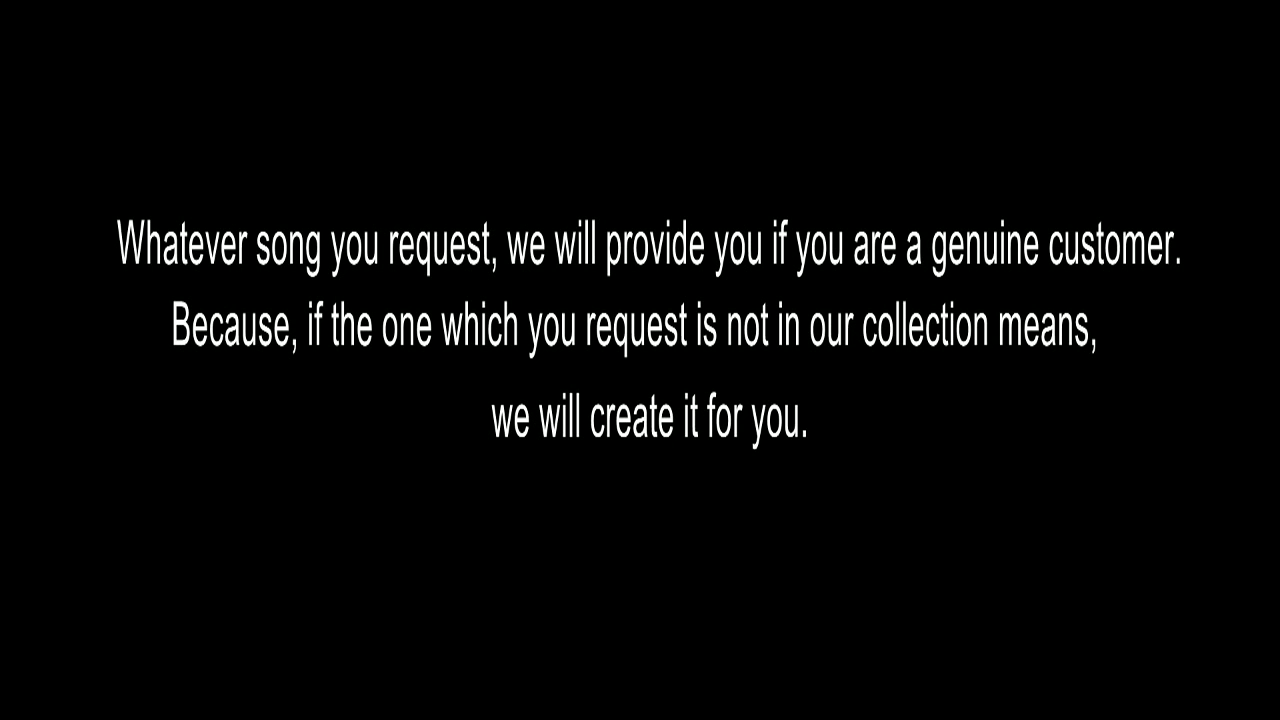 Whatever song you request, we will provide you if you are a genuine customer.
Because, if the one which you request is not in our collection means,
we will create it for you.